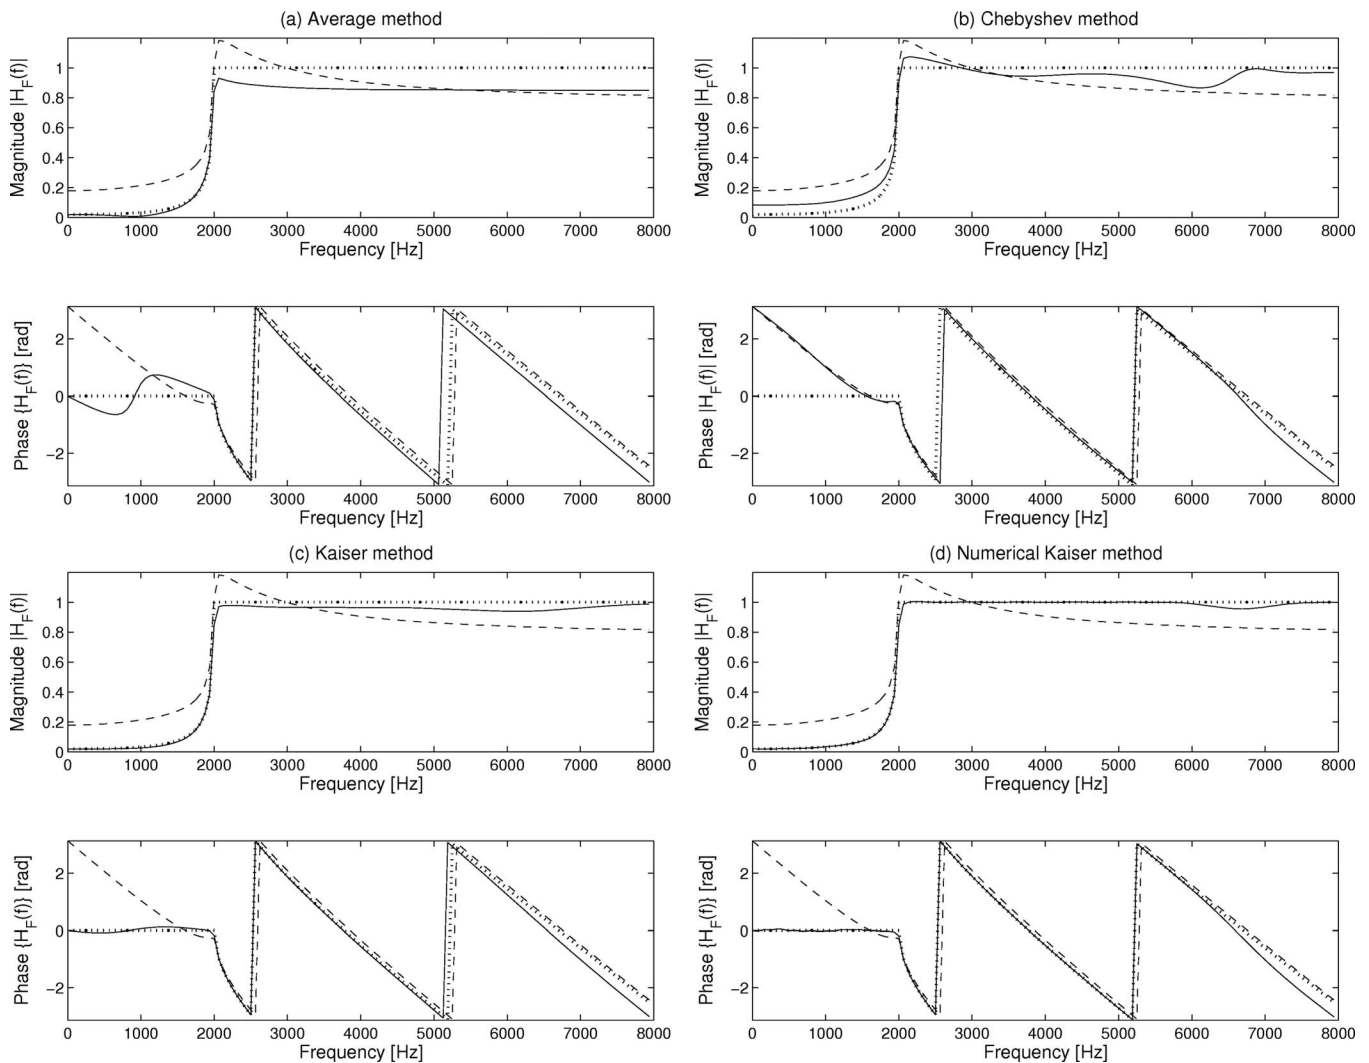 (a) Average method
Magnitude |H_F(f)|
1
0.8
0.6
0.4
0.2
0
0 1000 2000 3000 4000 5000 6000 7000 8000
Frequency [Hz]
Phase {H_F(f)} [rad]
2
0
-2
0 1000 2000 3000 4000 5000 6000 7000 8000
Frequency [Hz]
(b) Chebyshev method
Magnitude |H_F(f)|
1
0.8
0.6
0.4
0.2
0
0 1000 2000 3000 4000 5000 6000 7000 8000
Frequency [Hz]
Phase |H_F(f)| [rad]
2
0
-2
0 1000 2000 3000 4000 5000 6000 7000 8000
Frequency [Hz]
(c) Kaiser method
Magnitude |H_F(f)|
1
0.8
0.6
0.4
0.2
0
0 1000 2000 3000 4000 5000 6000 7000 8000
Frequency [Hz]
Phase {H_F(f)} [rad]
2
0
-2
0 1000 2000 3000 4000 5000 6000 7000 8000
Frequency [Hz]
(d) Numerical Kaiser method
Magnitude |H_F(f)|
1
0.8
0.6
0.4
0.2
0
0 1000 2000 3000 4000 5000 6000 7000 8000
Frequency [Hz]
Phase {H_F(f)} [rad]
2
0
-2
0 1000 2000 3000 4000 5000 6000 7000 8000
Frequency [Hz]